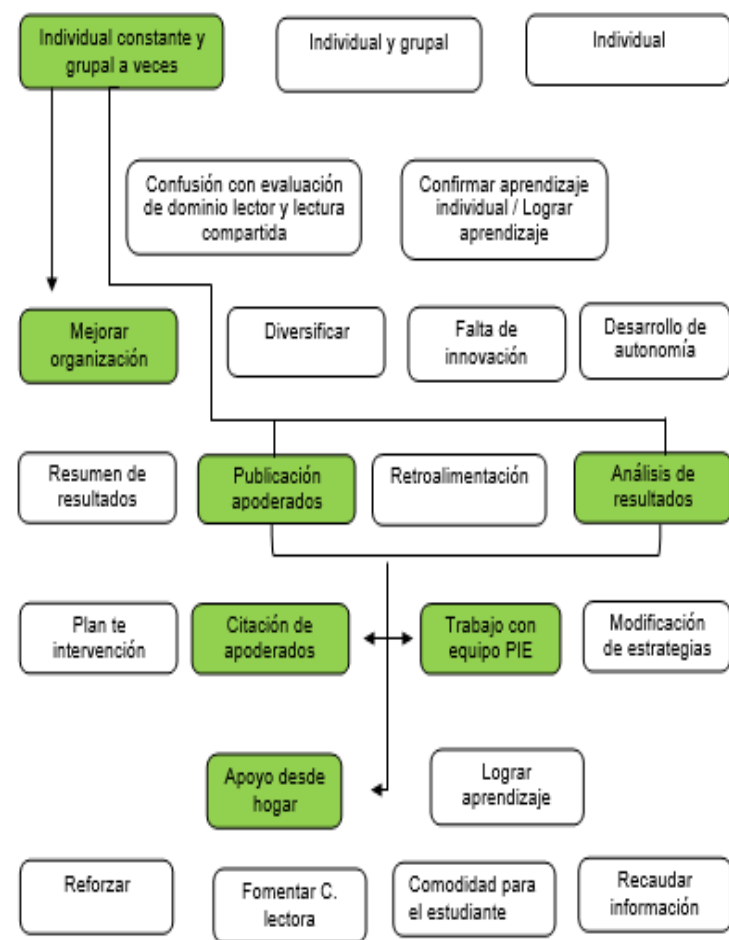 Individual constante y
grupal a veces
Individual y grupal
Individual
Confusión con evaluación
de dominio lector y lectura
compartida
Confirmar aprendizaje
individual / Lograr
aprendizaje
Mejorar
organización
Diversificar
Falta de
innovación
Desarrollo de
autonomía
Resumen de
resultados
Publicación
apoderados
Retroalimentación
Análisis de
resultados
Plan te
intervención
Citación de
apoderados
Trabajo con
equipo PIE
Modificación
de estrategias
Apoyo desde
hogar
Lograr
aprendizaje
Reforzar
Fomentar C.
lectora
Comodidad para
el estudiante
Recaudar
información